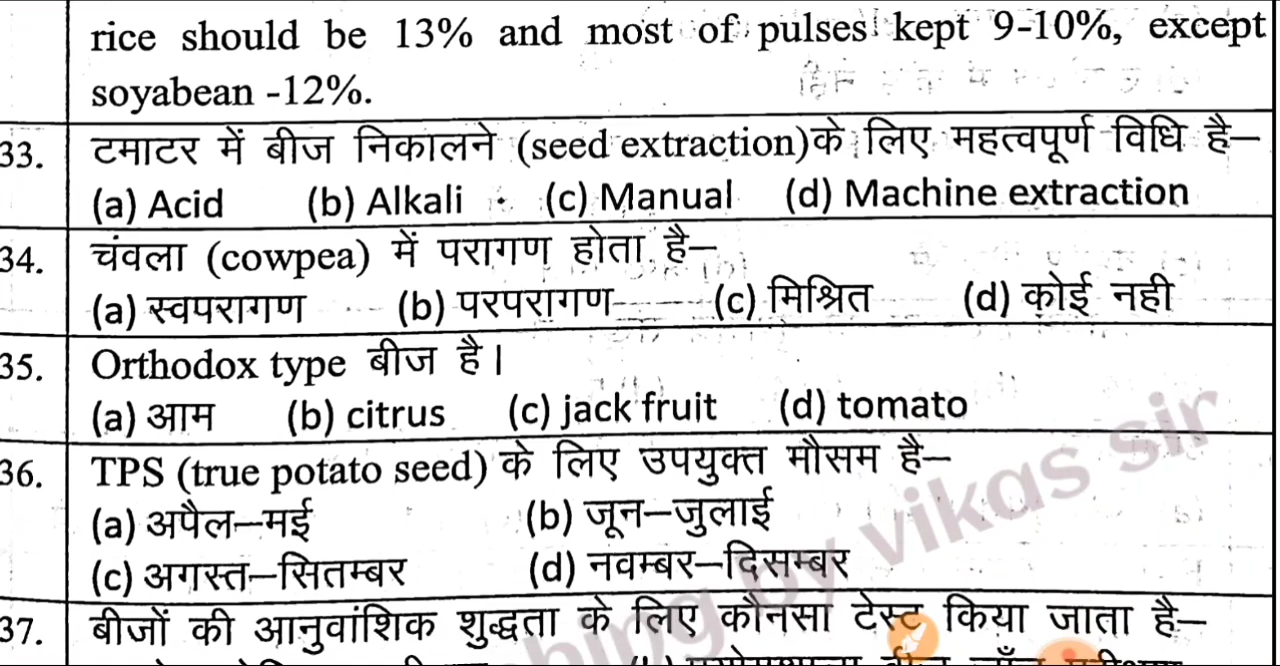 rice should be 13% and most of pulses kept 9-10%, except
soyabean -12%.
33. टमाटर में बीज निकालने (seed extraction)के लिए महत्वपूर्ण विधि है–
(a) Acid (b) Alkali (c) Manual (d) Machine extraction
34. चंवला (cowpea) में परागण होता है–
(a) स्वपरागण (b) परपरागण (c) मिश्रित (d) कोई नही
35. Orthodox type बीज है।
(a) आम (b) citrus (c) jack fruit (d) tomato
36. TPS (true potato seed) के लिए उपयुक्त मौसम है–
(a) अपैल–मई (b) जून–जुलाई
(c) अगस्त–सितम्बर (d) नवम्बर–दिसम्बर
by vikas sir
37. बीजों की आनुवांशिक शुद्धता के लिए कौनसा टेस्ट किया जाता है–